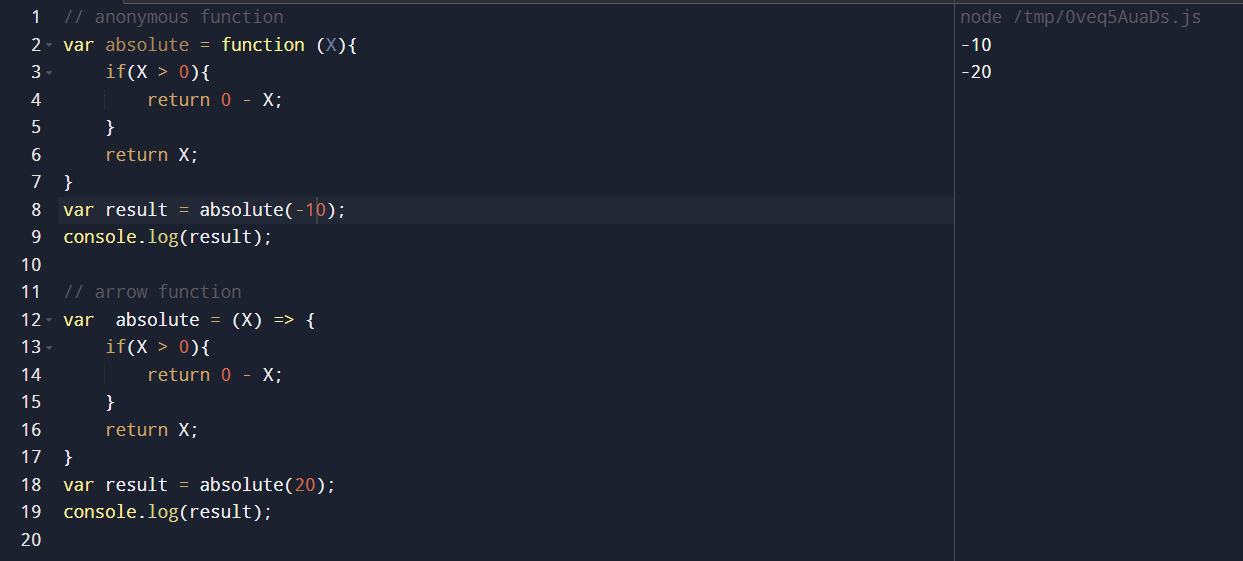 1 // anonymous function
2 var absolute = function (X){
3 if(X > 0){
4 return 0 - X;
5 }
6 return X;
7 }
8 var result = absolute(-10);
9 console.log(result);
10
11 // arrow function
12 var  absolute = (X) => {
13 if(X > 0){
14 return 0 - X;
15 }
16 return X;
17 }
18 var result = absolute(20);
19 console.log(result);
20
node /tmp/0veq5AuaDs.js
-10
-20